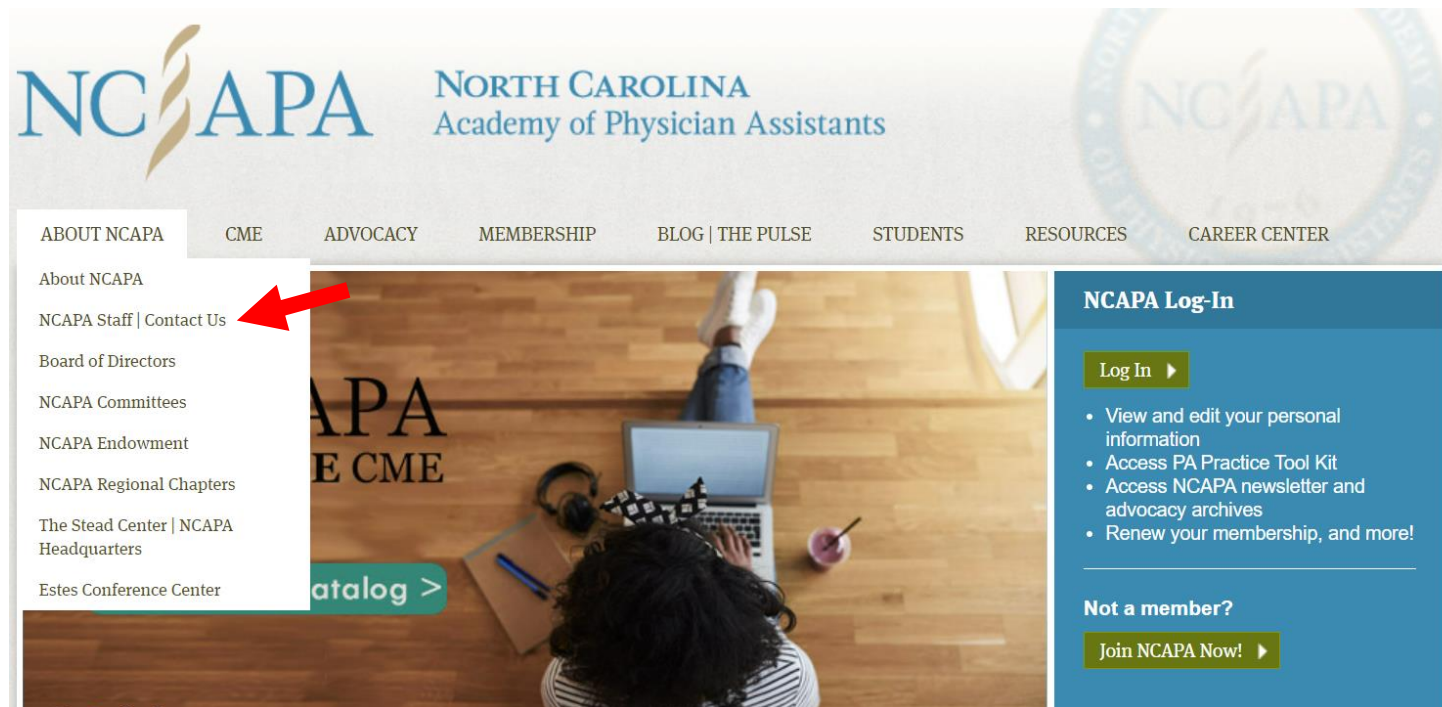 NC APA
NORTH CAROLINA
Academy of Physician Assistants
NC APA
ABOUT NCAPA
CME
ADVOCACY
MEMBERSHIP
BLOG | THE PULSE
STUDENTS
RESOURCES
CAREER CENTER
About NCAPA
NCAPA Staff | Contact Us
Board of Directors
NCAPA Committees
NCAPA Endowment
NCAPA Regional Chapters
The Stead Center | NCAPA
Headquarters
Estes Conference Center
APA
E CME
atalog >
NCAPA Log-In
Log In
• View and edit your personal
information
• Access PA Practice Tool Kit
• Access NCAPA newsletter and
advocacy archives
• Renew your membership, and more!
Not a member?
Join NCAPA Now!